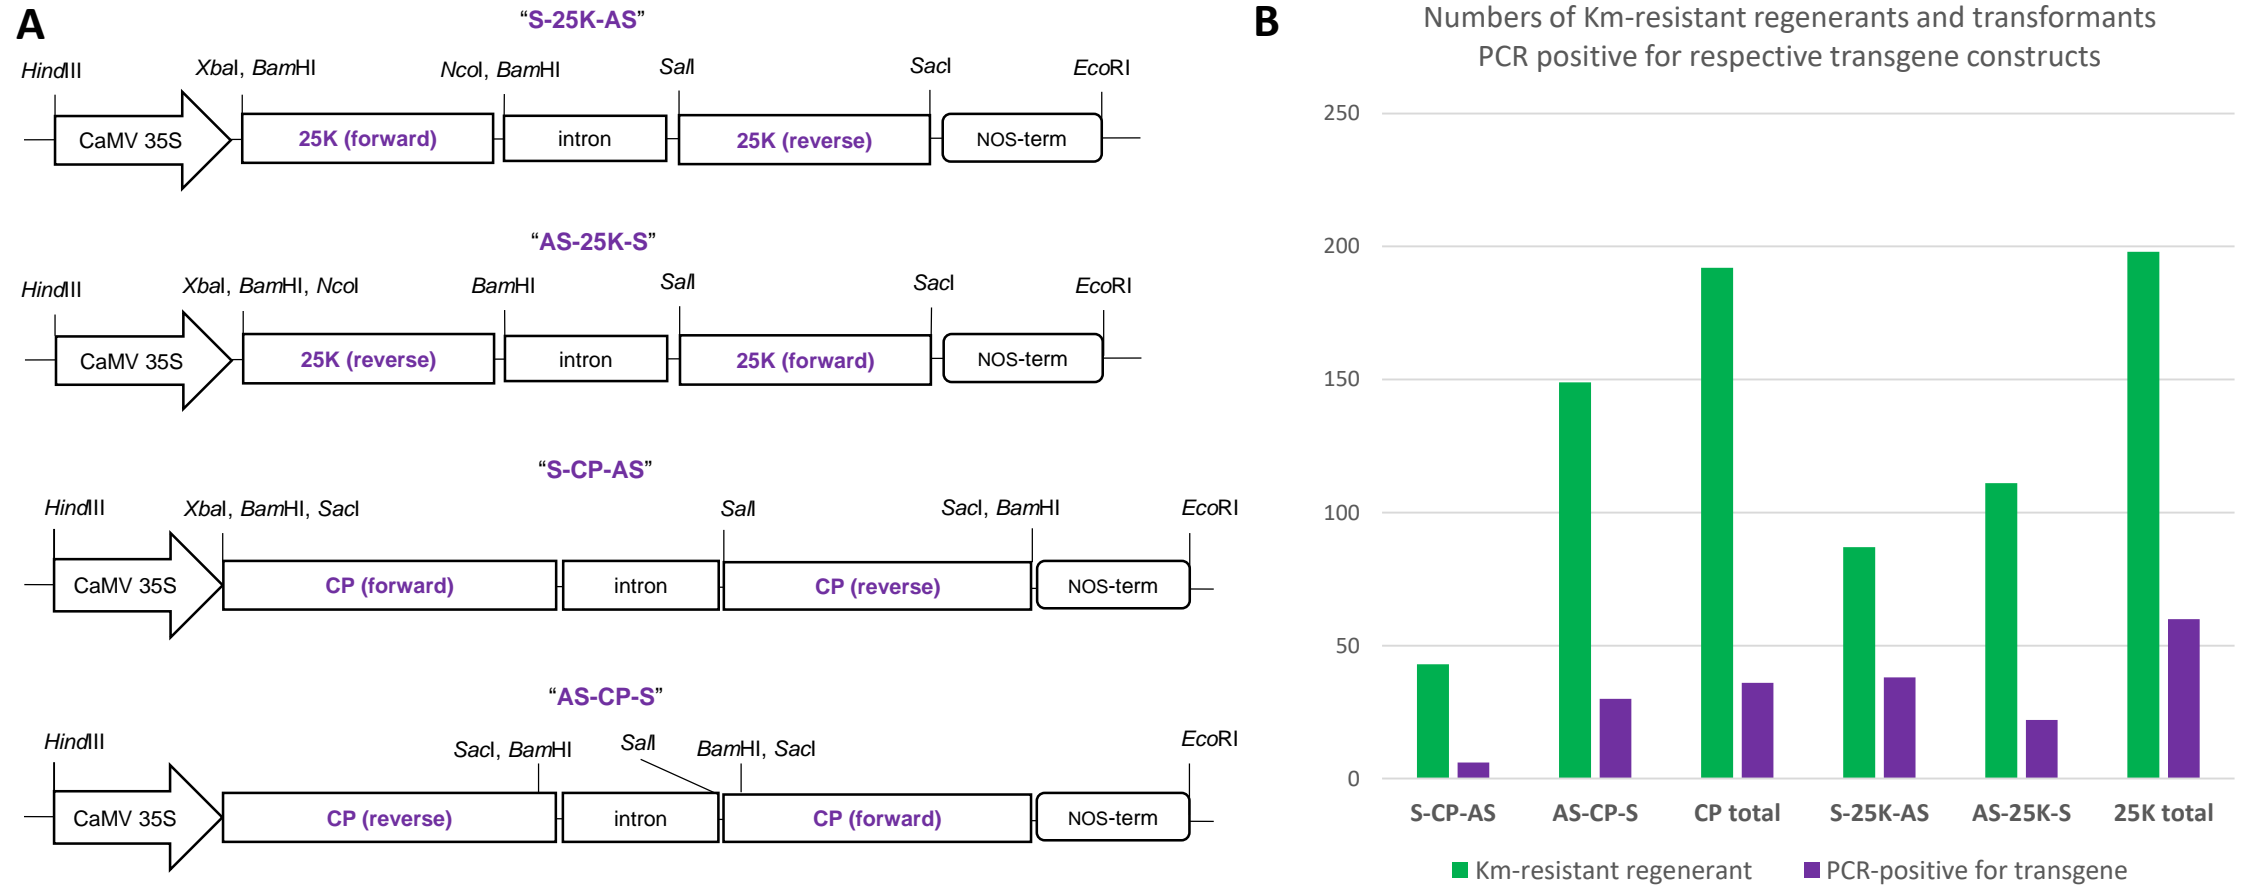 A
“S-25K-AS”
HindIII XbaI, BamHI NcoI, BamHI SalI SacI EcoRI
CaMV 35S 25K (forward) intron 25K (reverse) NOS-term
“AS-25K-S”
HindIII XbaI, BamHI, NcoI BamHI SalI SacI EcoRI
CaMV 35S 25K (reverse) intron 25K (forward) NOS-term
“S-CP-AS”
HindIII XbaI, BamHI, SacI SalI SacI, BamHI EcoRI
CaMV 35S CP (forward) intron CP (reverse) NOS-term
“AS-CP-S”
HindIII SacI, BamHI SalI BamHI, SacI EcoRI
CaMV 35S CP (reverse) intron CP (forward) NOS-term
B
Numbers of Km-resistant regenerants and transformants
PCR positive for respective transgene constructs
250
200
150
100
50
0
S-CP-AS AS-CP-S CP total S-25K-AS AS-25K-S 25K total
Km-resistant regenerant PCR-positive for transgene